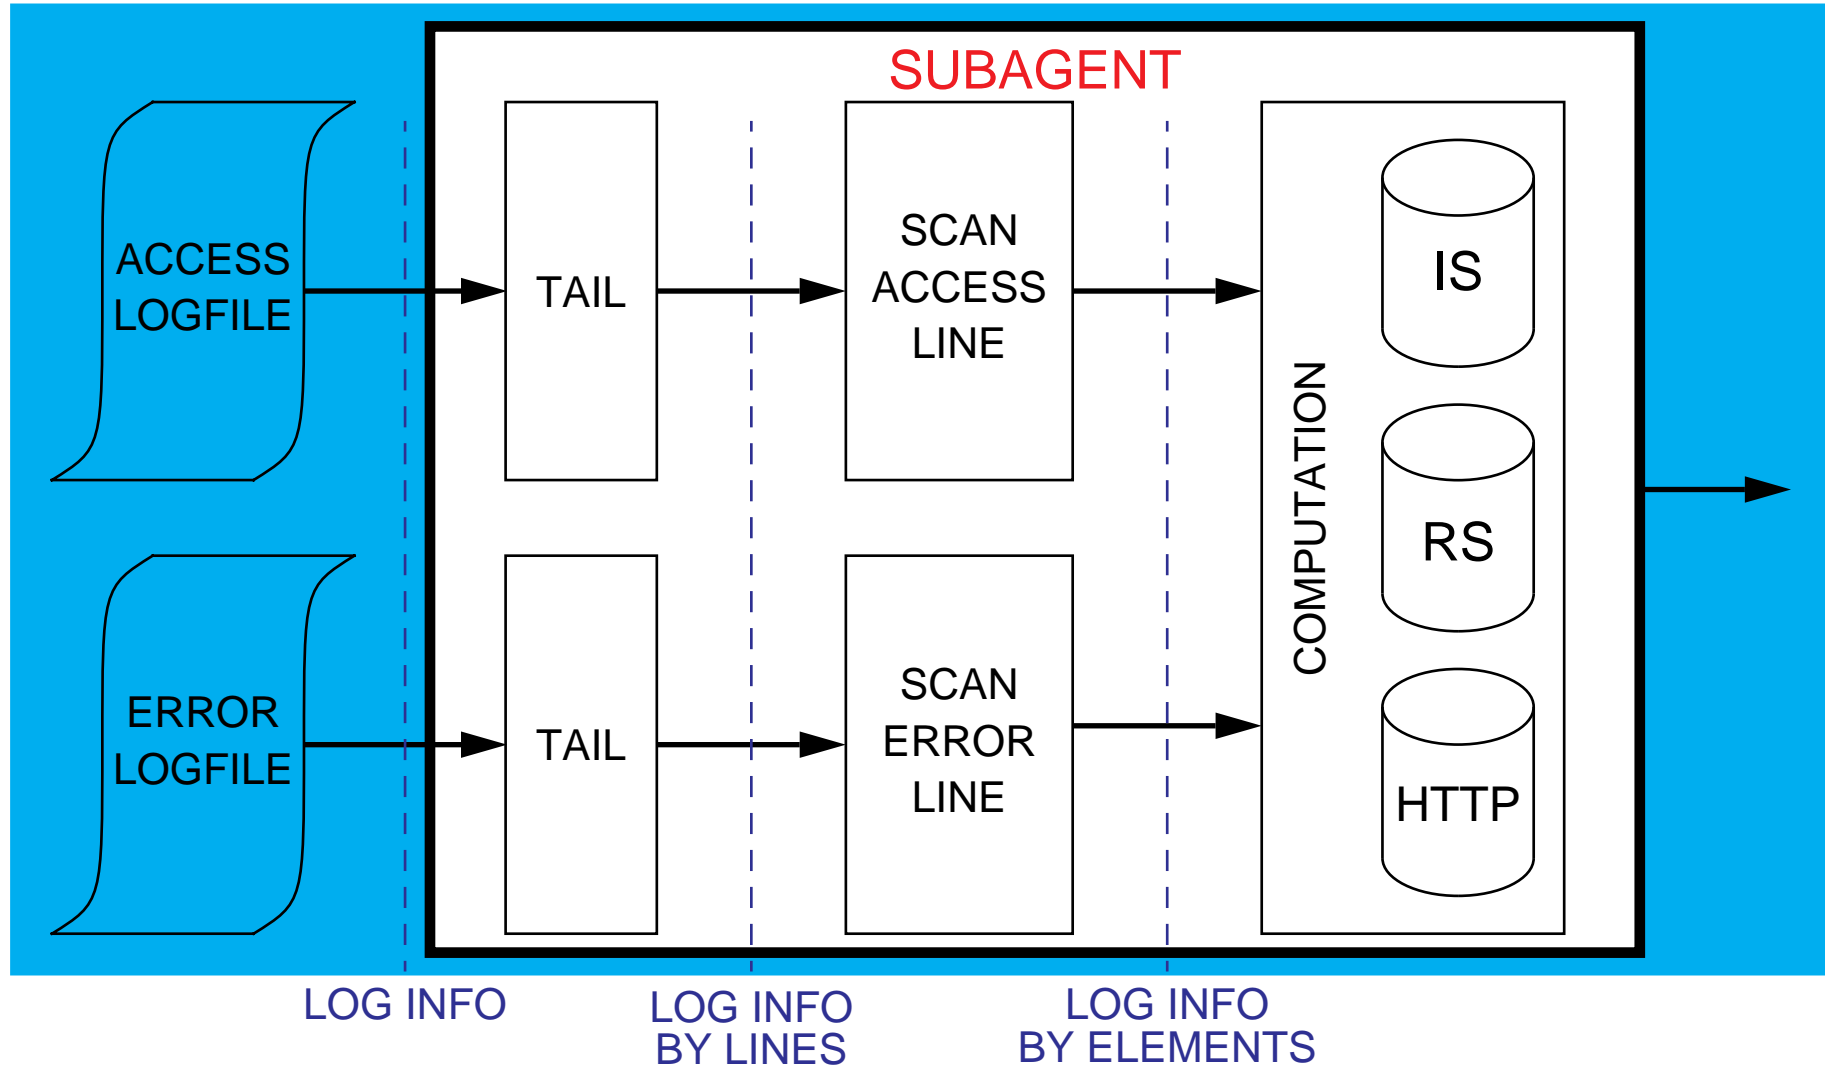 SUBAGENT
ACCESS
LOGFILE
TAIL
SCAN
ACCESS
LINE
ERROR
LOGFILE
TAIL
SCAN
ERROR
LINE
COMPUTATION
IS
RS
HTTP
LOG INFO
LOG INFO
BY LINES
LOG INFO
BY ELEMENTS